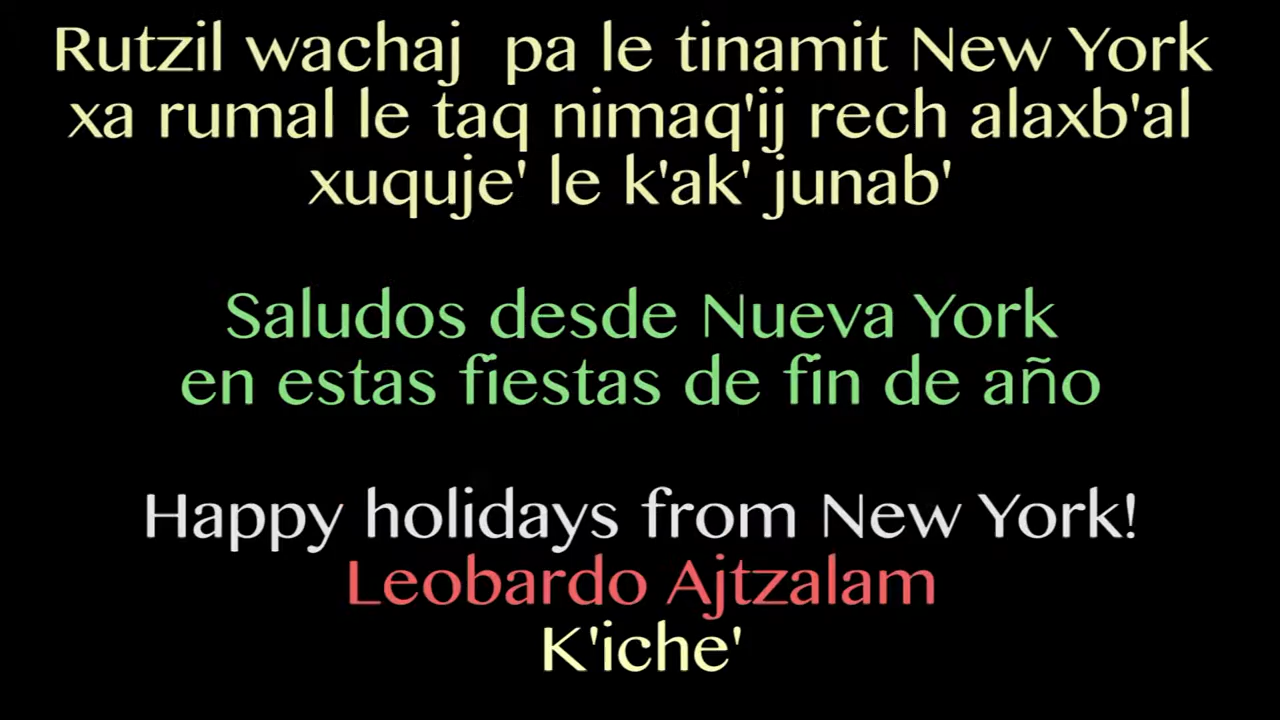 Rutzil wachaj pa le tinamit New York
xa rumal le taq nimaq'ij rech alaxb'al
xuquje' le k'ak' junab'
Saludos desde Nueva York
en estas fiestas de fin de año
Happy holidays from New York!
Leobardo Ajtzalam
K'iche'